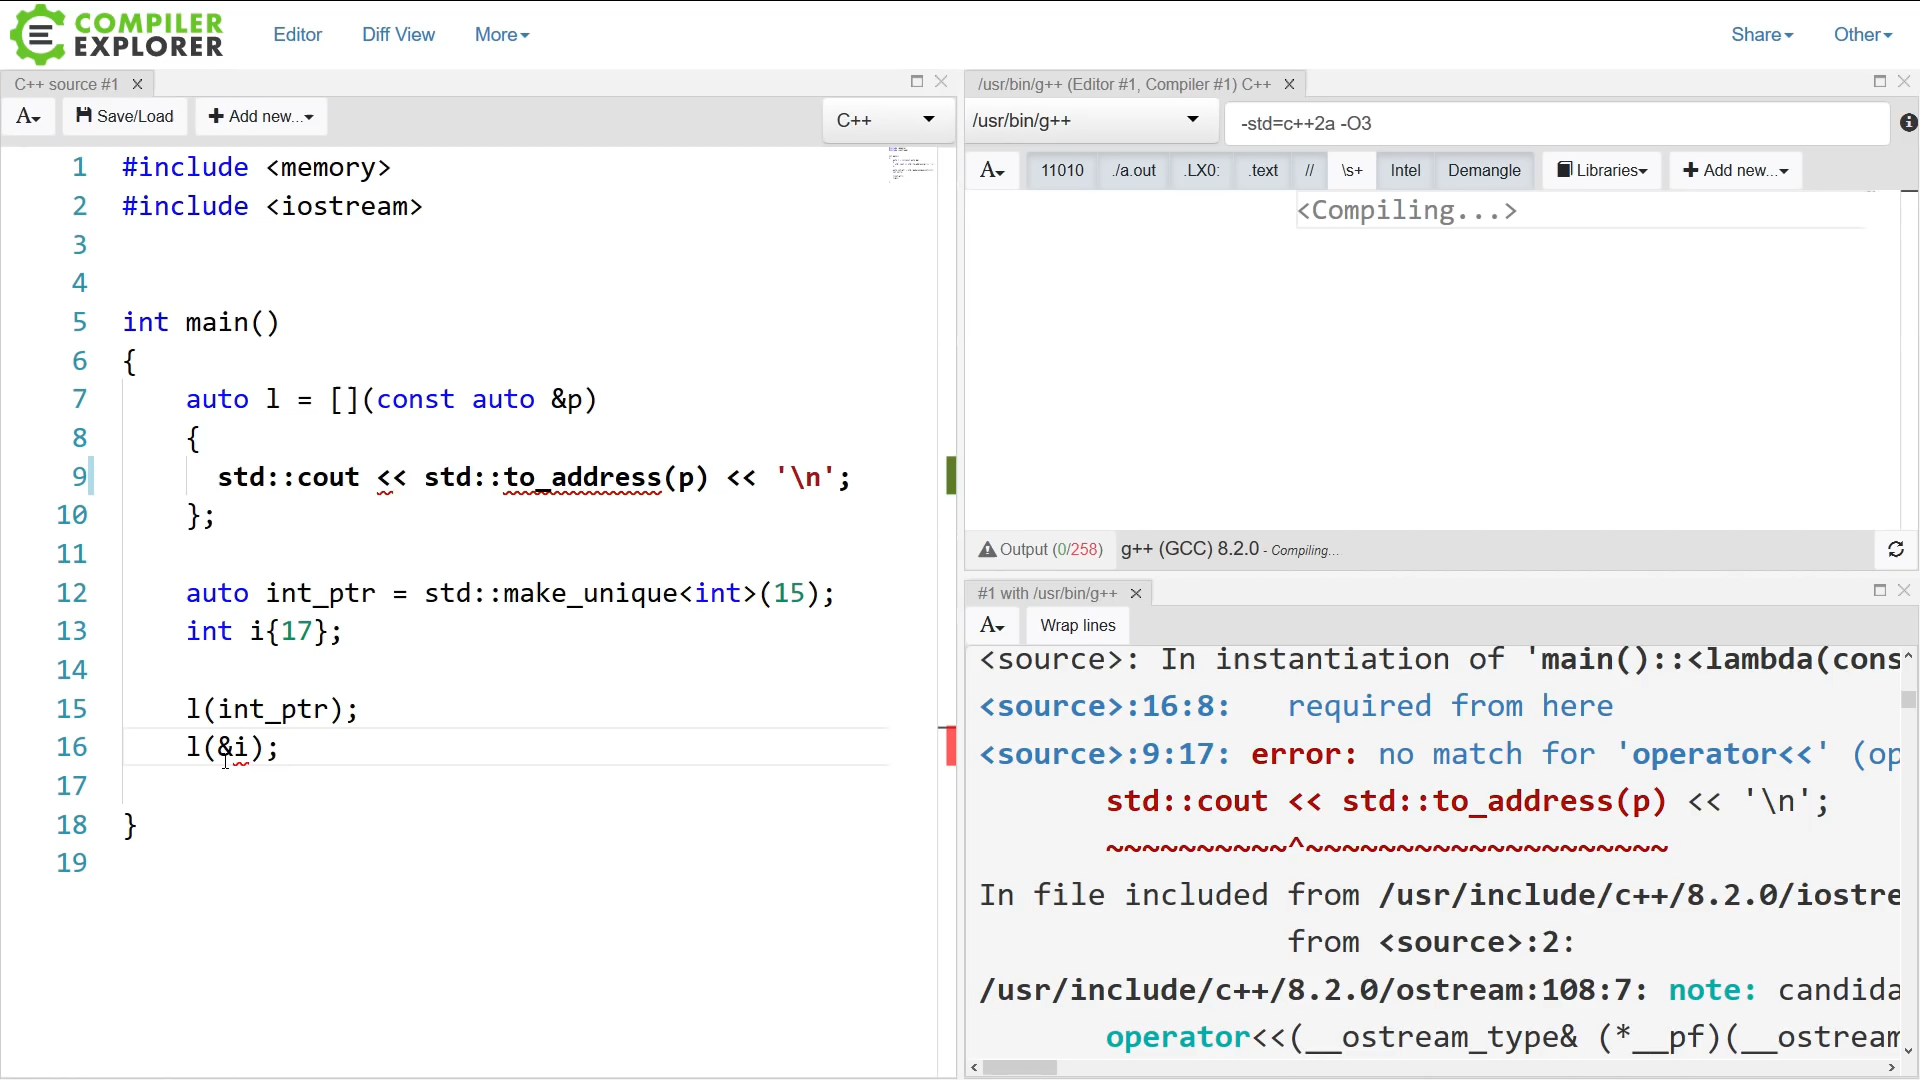 COMPILER
EXPLORER
Editor
Diff View
More
Share
Other
C++ source #1
A
Save/Load
Add new...
C++
1 #include <memory>
2 #include <iostream>
3
4
5 int main()
6 {
7 auto l = [](const auto &p)
8 {
9 std::cout << std::to_address(p) << '\n';
10 };
11
12 auto int_ptr = std::make_unique<int>(15);
13 int i{17};
14
15 l(int_ptr);
16 l(&i);
17
18 }
19
/usr/bin/g++ (Editor #1, Compiler #1) C++
/usr/bin/g++
-std=c++2a -O3
A
11010
./a.out
.LX0:
.text
//
\s+
Intel
Demangle
Libraries
Add new...
<Compiling...>
Output (0/258) g++ (GCC) 8.2.0 - Compiling...
#1 with /usr/bin/g++
A
Wrap lines
<source>: In instantiation of 'main()::<lambda(cons
<source>:16:8: required from here
<source>:9:17: error: no match for 'operator<<' (op
std::cout << std::to_address(p) << '\n';
~~~~~~~~~~^~~~~~~~~~~~~~~~~~~~~
In file included from /usr/include/c++/8.2.0/iostre
from <source>:2:
/usr/include/c++/8.2.0/ostream:108:7: note: candida
operator<<(__ostream_type& (*__pf)(__ostream